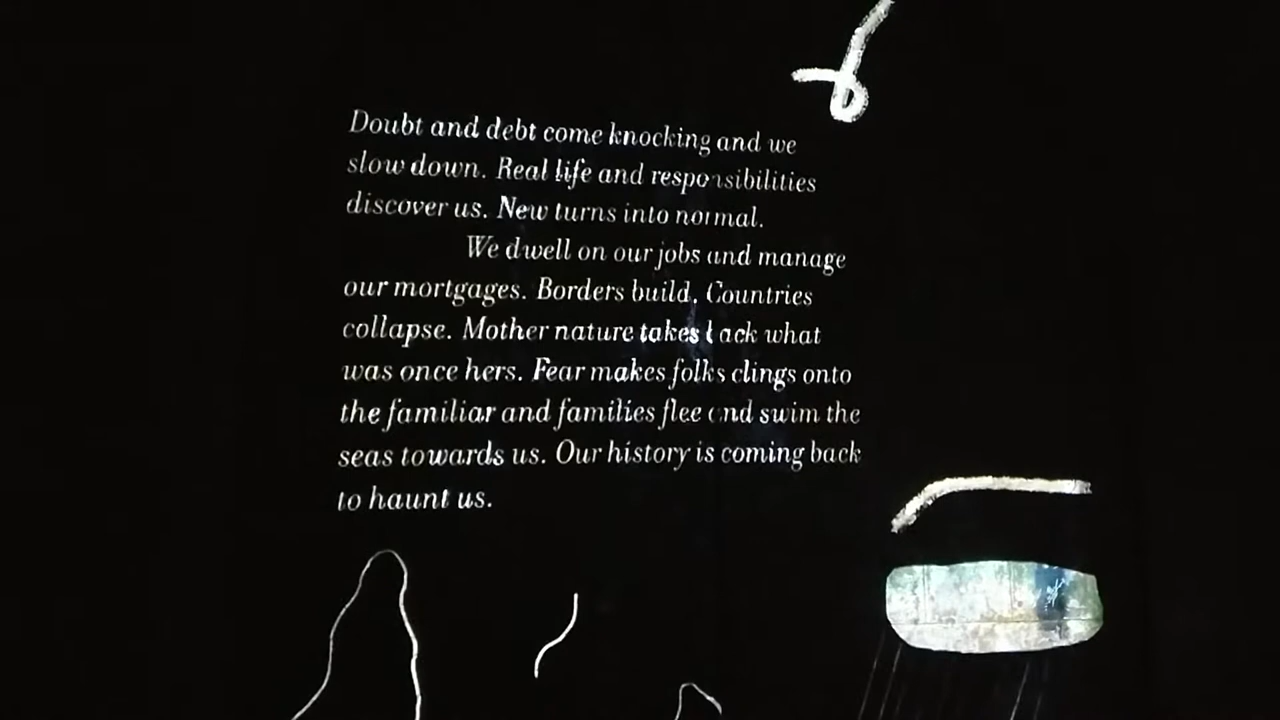 Doubt and debt come knocking and we
slow down. Real life and responsibilities
discover us. New turns into normal.
We dwell on our jobs and manage
our mortgages. Borders build. Countries
collapse. Mother nature takes back what
was once hers. Fear makes folks clings onto
the familiar and families flee and swim the
seas towards us. Our history is coming back
to haunt us.